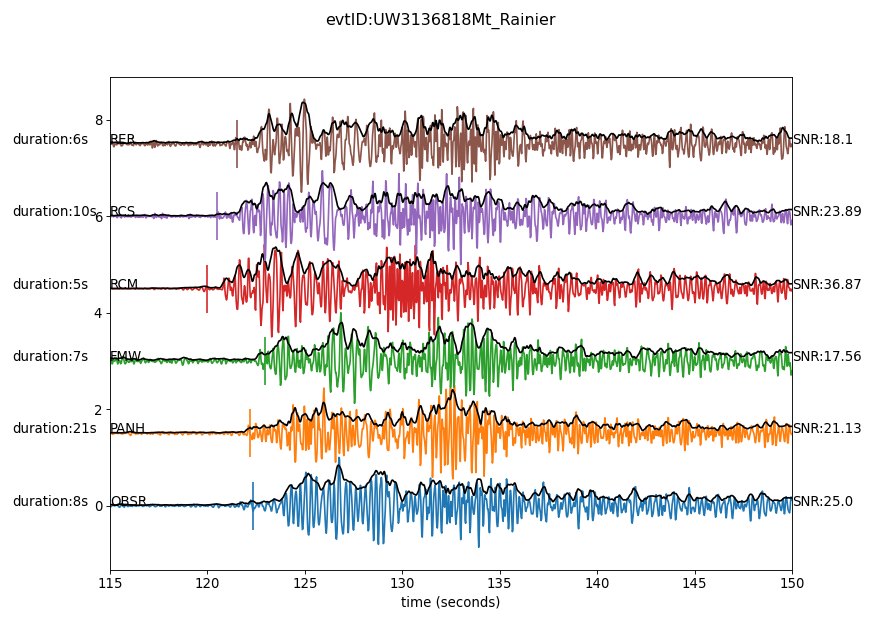 evtID:UW3136818Mt_Rainier
8
duration:6s RER SNR:18.1
duration:10s RCS SNR:23.89
6
duration:5s RCM SNR:36.87
4
duration:7s FMW SNR:17.56
2
duration:21s PANH SNR:21.13
duration:8s OBSR SNR:25.0
0
115 120 125 130 135 140 145 150
time (seconds)